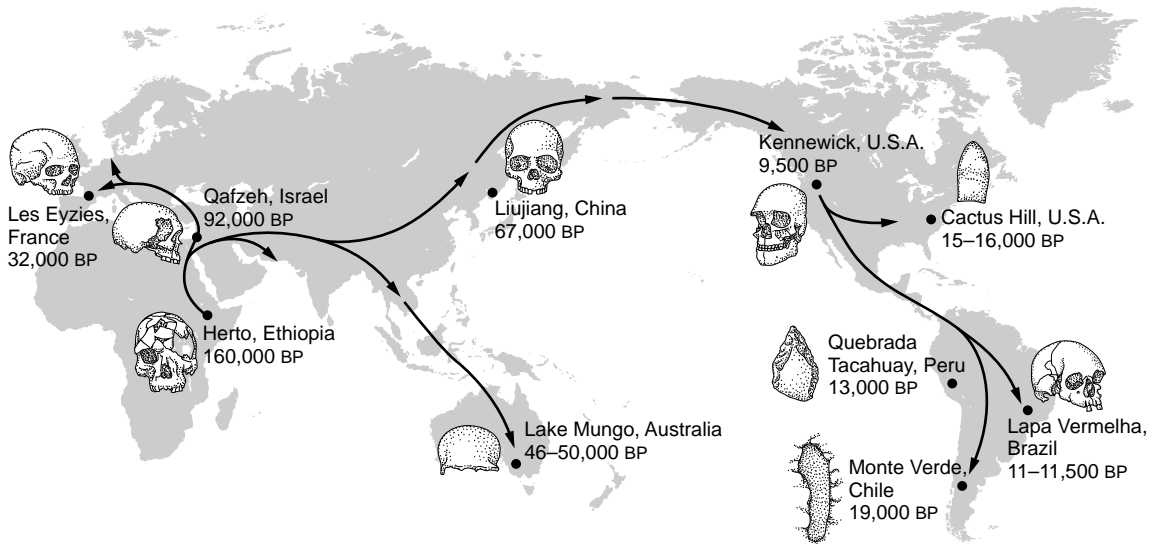 Les Eyzies,
France
32,000 BP
Qafzeh, Israel
92,000 BP
Herto, Ethiopia
160,000 BP
Liujiang, China
67,000 BP
Lake Mungo, Australia
46–50,000 BP
Kennewick, U.S.A.
9,500 BP
Cactus Hill, U.S.A.
15–16,000 BP
Quebrada
Tacahuay, Peru
13,000 BP
Lapa Vermelha,
Brazil
11–11,500 BP
Monte Verde,
Chile
19,000 BP